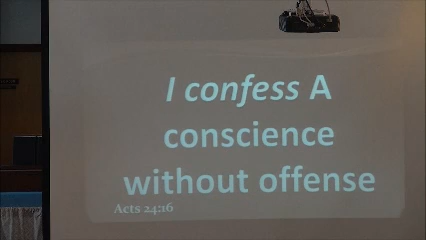 I confess A
conscience
without offense
Acts 24:16